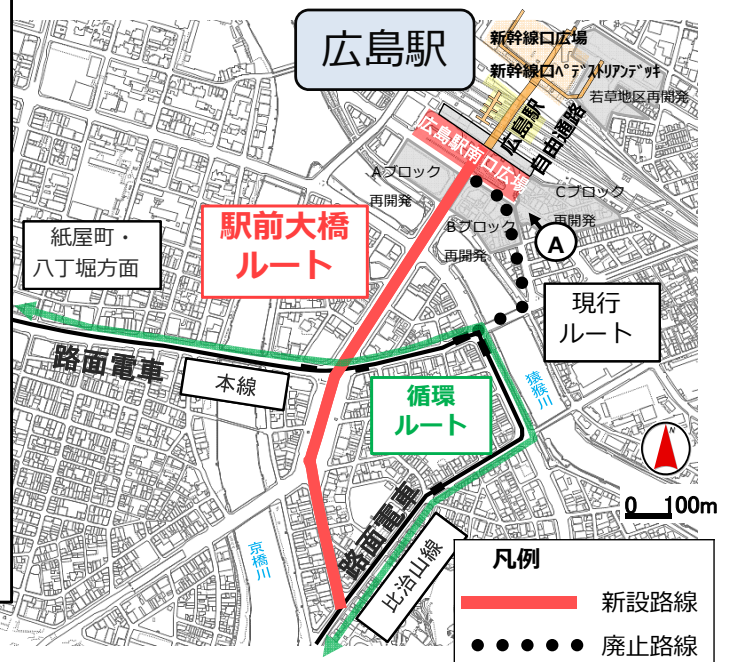 広島駅
新幹線口広場
新幹線口ﾍﾟﾃﾞｽﾄﾘｱﾝﾃﾞｯｷ
若草地区再開発
広島駅
自由通路
広島駅南口広場
Aブロック
再開発
Bブロック
再開発
Cブロック
再開発
A
駅前大橋
ルート
紙屋町・
八丁堀方面
現行
ルート
路面電車
本線
循環
ルート
猿猴川
N
0 100m
路面電車
比治山線
京橋川
凡例
新設路線
廃止路線